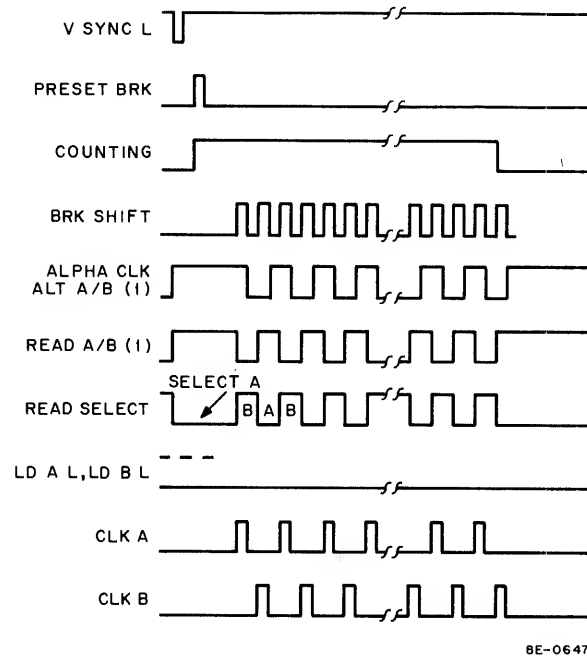 V SYNC L
PRESET BRK
COUNTING
BRK SHIFT
ALPHA CLK
ALT A/B (1)
READ A/B (1)
SELECT A
READ SELECT
B A B
LD A L, LD B L
CLK A
CLK B
8E-0647